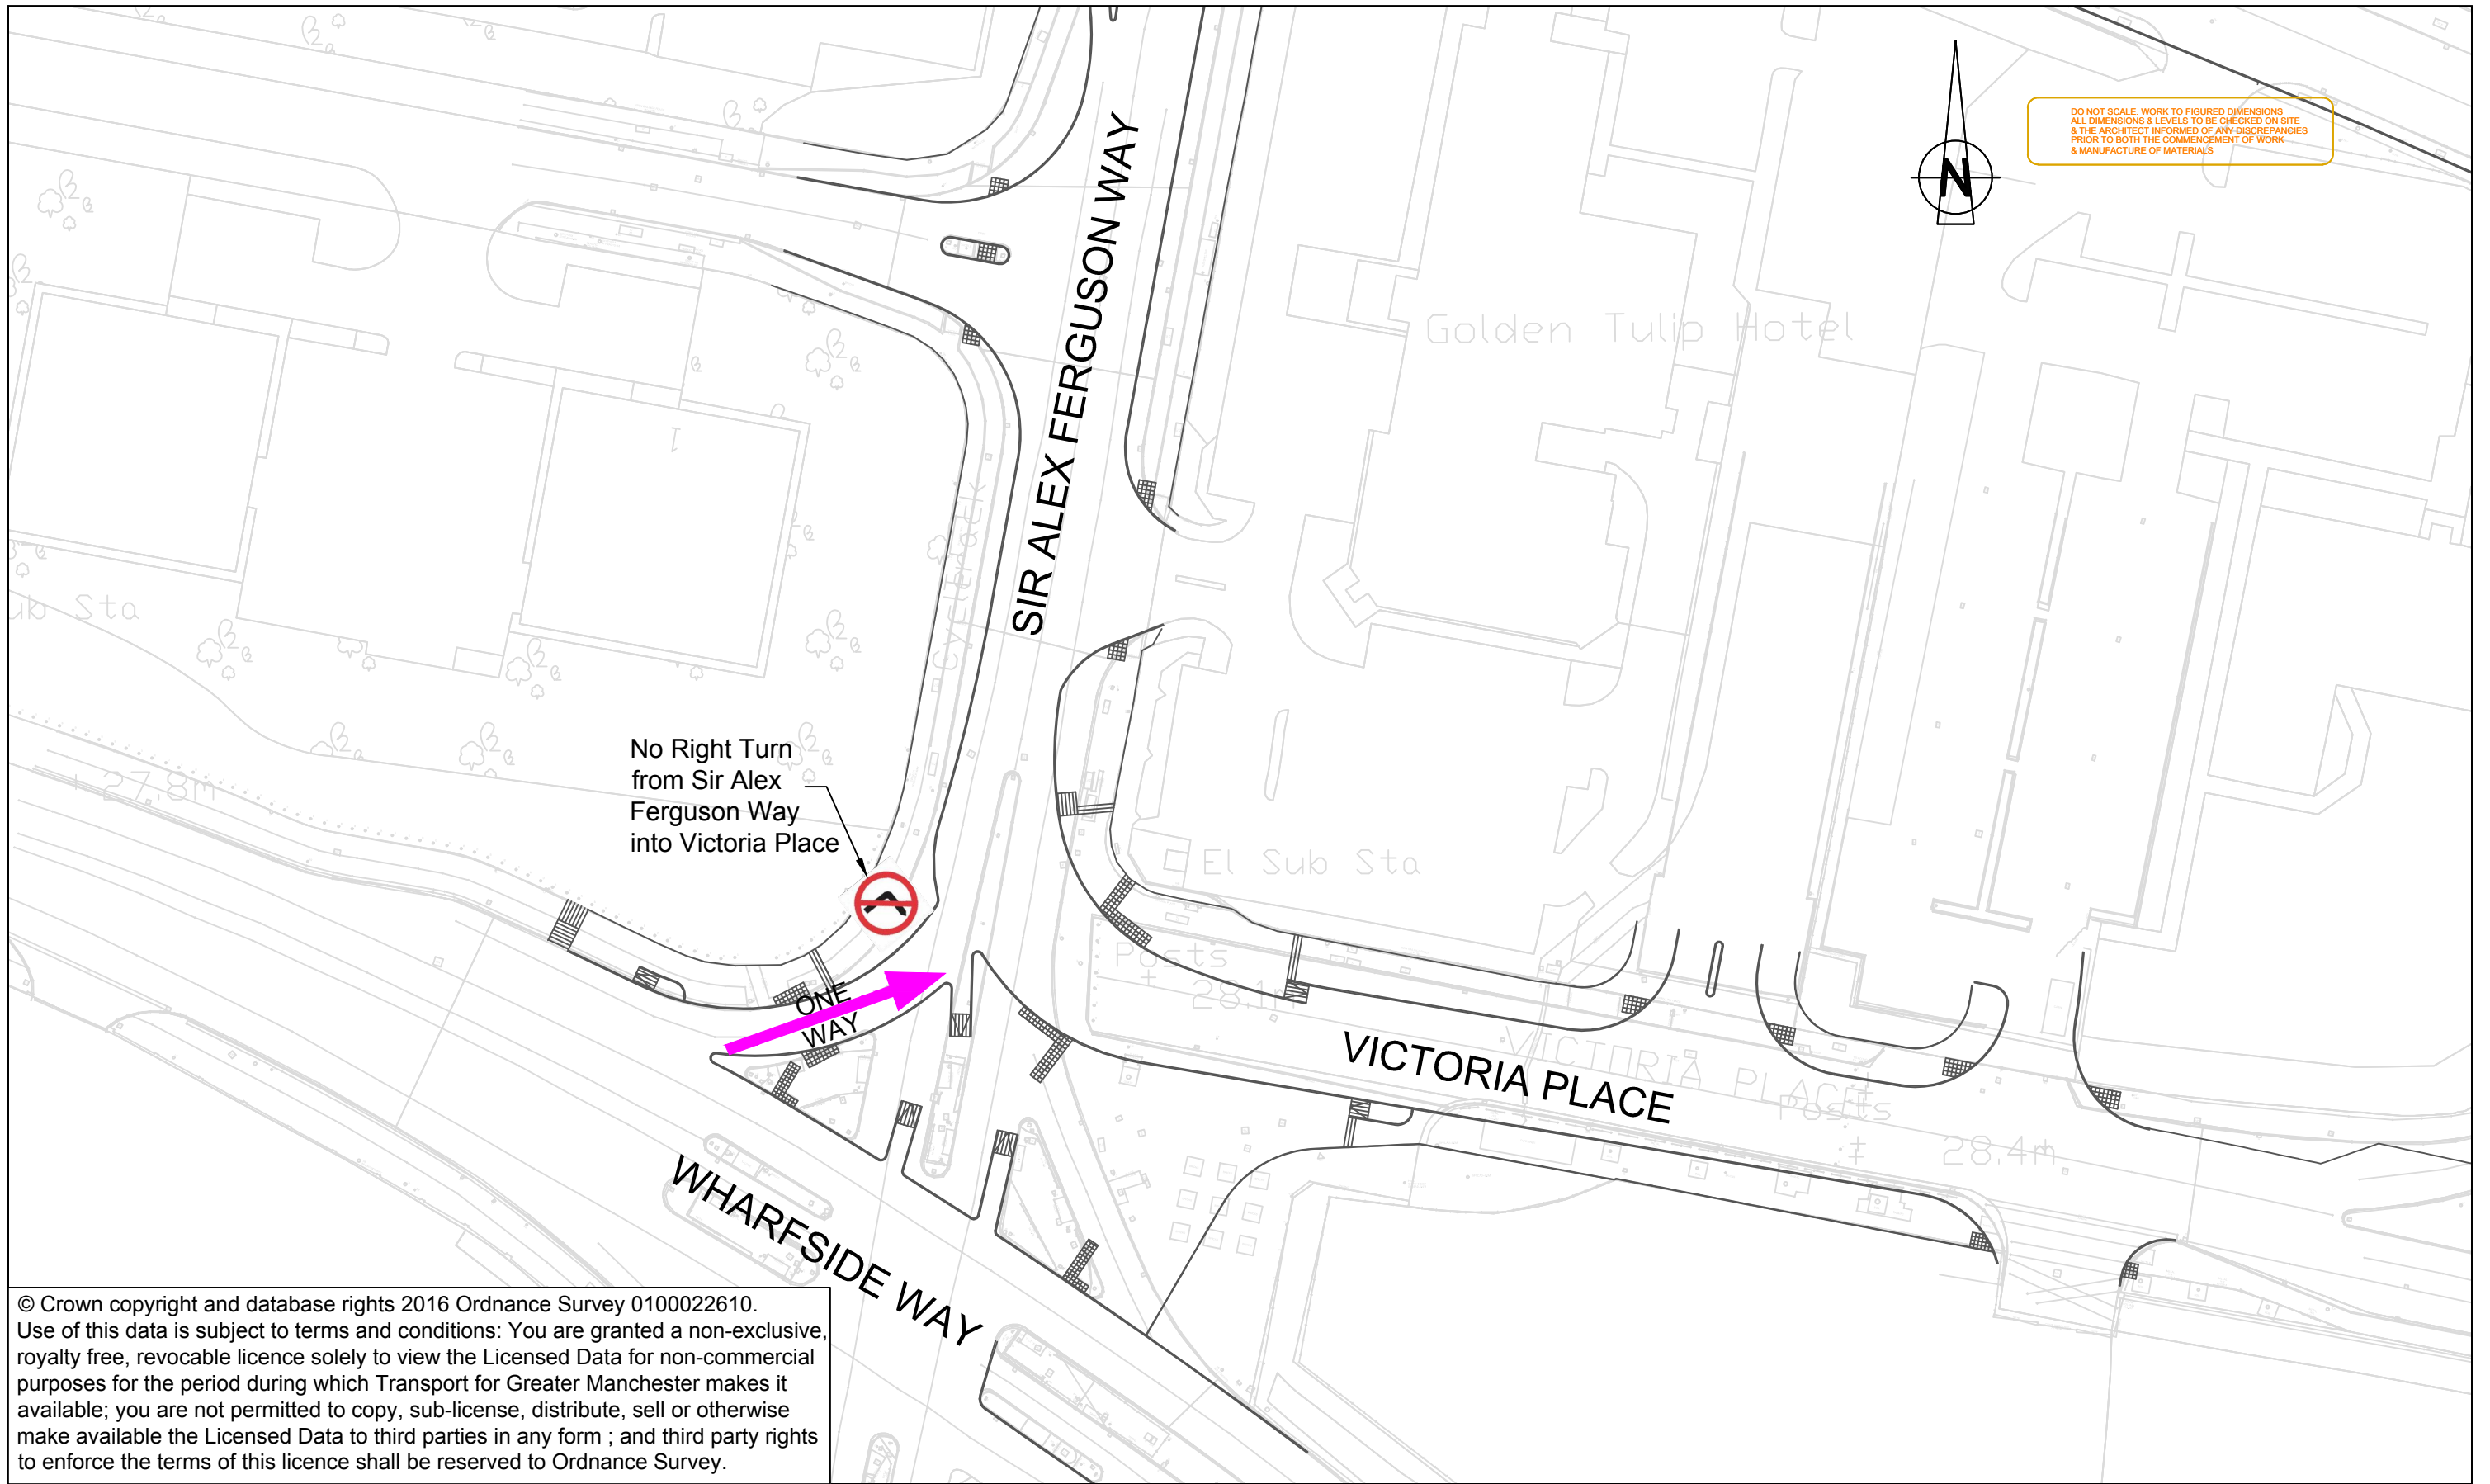 DO NOT SCALE. WORK TO FIGURED DIMENSIONS
ALL DIMENSIONS & LEVELS TO BE CHECKED ON SITE
& THE ARCHITECT INFORMED OF ANY DISCREPANCIES
PRIOR TO BOTH THE COMMENCEMENT OF WORK
& MANUFACTURE OF MATERIALS
N
SIR ALEX FERGUSON WAY
Golden Tulip Hotel
Cycletrack
Sta
No Right Turn
from Sir Alex
Ferguson Way
into Victoria Place
27.8m
El Sub Sta
Posts
28.1m
ONE
WAY
VICTORIA PLACE
VICTORIA PLACE
Posts
28.4m
WHARFSIDE WAY
© Crown copyright and database rights 2016 Ordnance Survey 0100022610.
Use of this data is subject to terms and conditions: You are granted a non-exclusive,
royalty free, revocable licence solely to view the Licensed Data for non-commercial
purposes for the period during which Transport for Greater Manchester makes it
available; you are not permitted to copy, sub-license, distribute, sell or otherwise
make available the Licensed Data to third parties in any form ; and third party rights
to enforce the terms of this licence shall be reserved to Ordnance Survey.